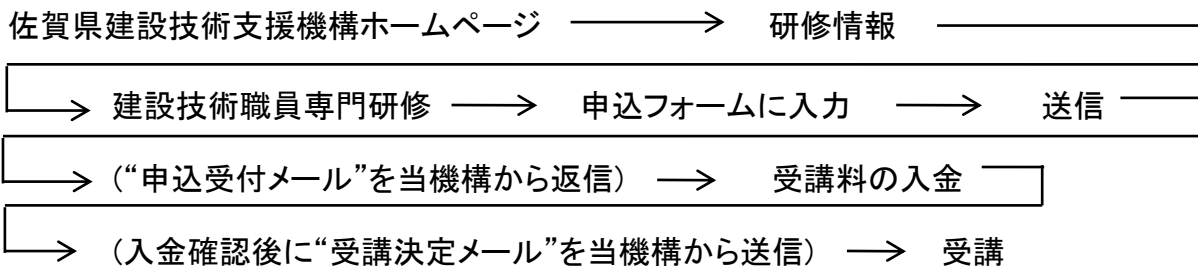 佐賀県建設技術支援機構ホームページ ──→ 研修情報
建設技術職員専門研修 ──→ 申込フォームに入力 ──→ 送信
(“申込受付メール”を当機構から返信) ──→ 受講料の入金
(入金確認後に“受講決定メール”を当機構から送信) ──→ 受講